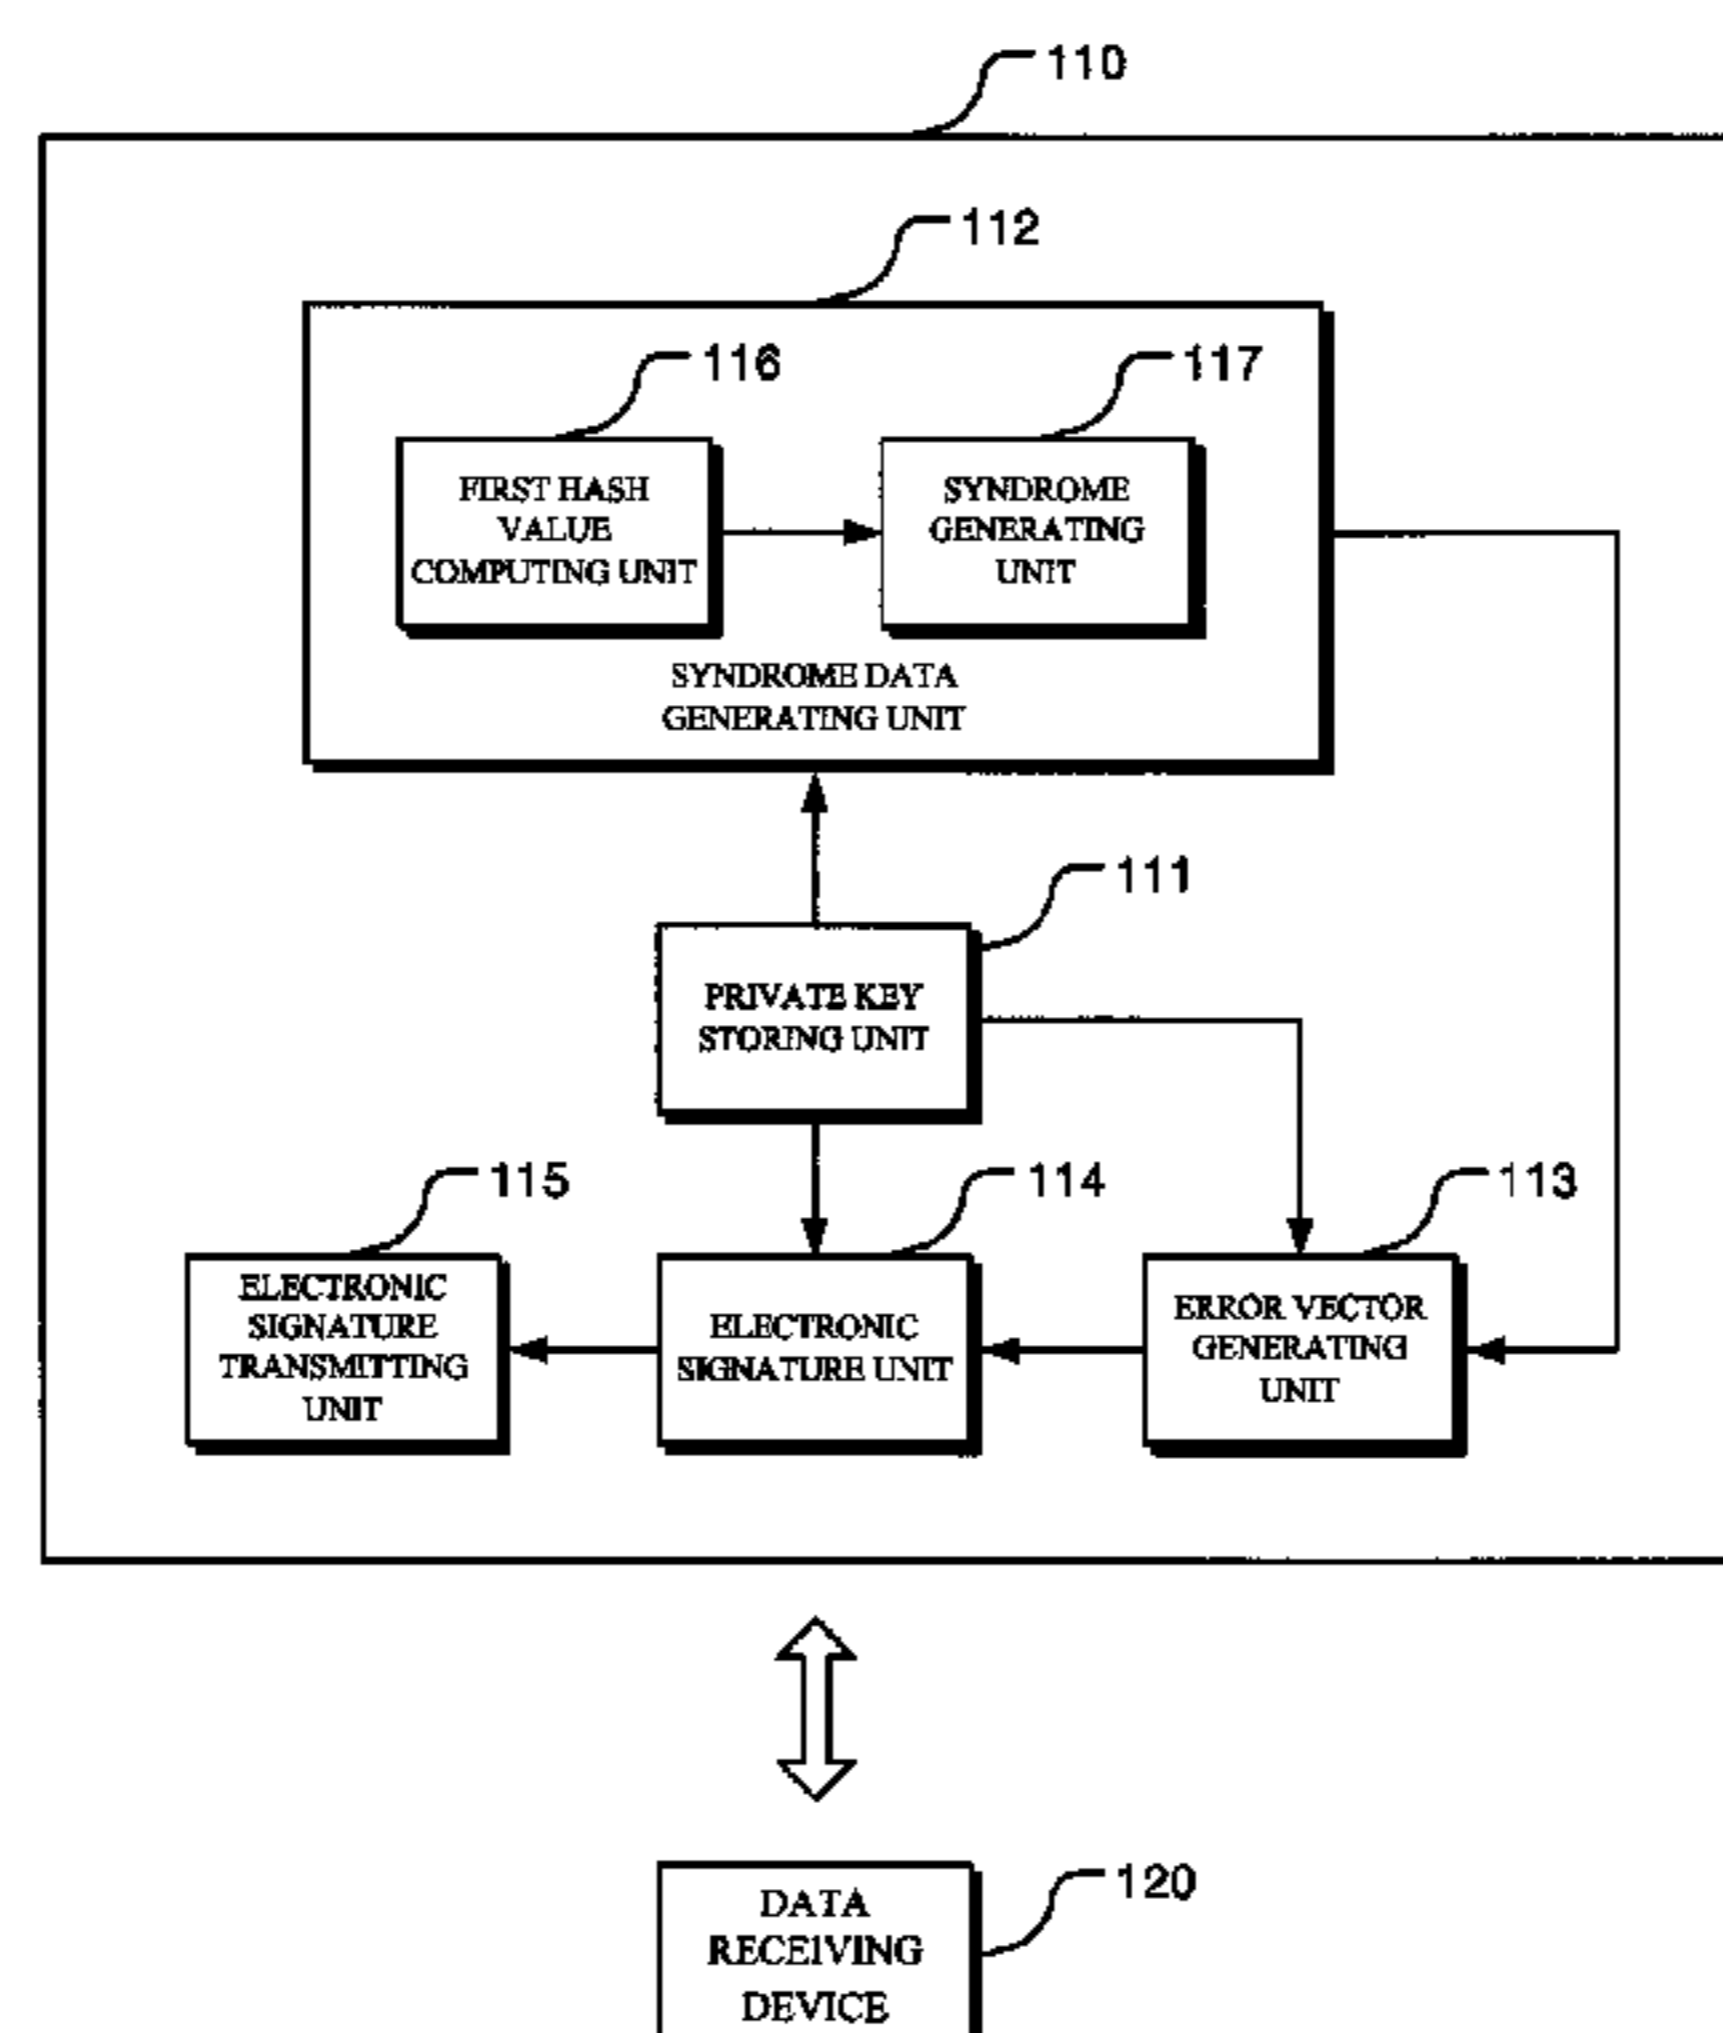 110
112
116
117
FIRST HASH
VALUE
COMPUTING UNIT
SYNDROME
GENERATING
UNIT
SYNDROME DATA
GENERATING UNIT
111
PRIVATE KEY
STORING UNIT
115
114
113
ELECTRONIC
SIGNATURE
TRANSMITTING
UNIT
ELECTRONIC
SIGNATURE UNIT
ERROR VECTOR
GENERATING
UNIT
120
DATA
RECEIVING
DEVICE